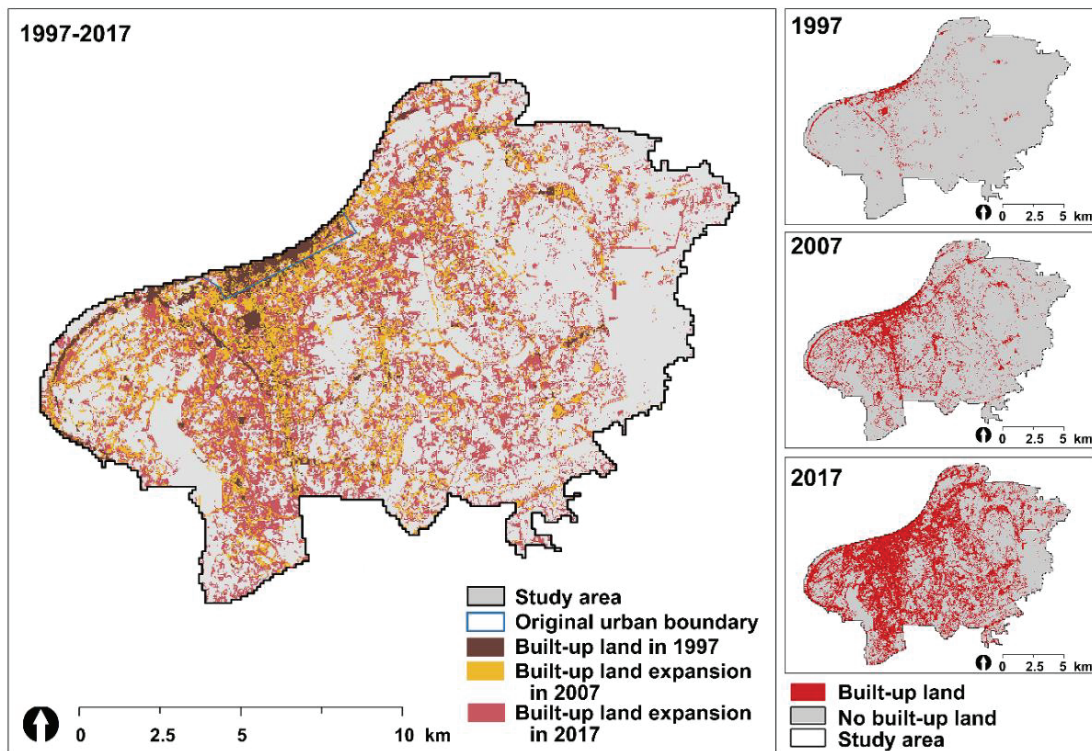 1997-2017
Study area
Original urban boundary
Built-up land in 1997
Built-up land expansion
in 2007
Built-up land expansion
in 2017
0 2.5 5 10 km
1997
0 2.5 5
km
2007
0 2.5 5
km
2017
0 2.5 5
km
Built-up land
No built-up land
Study area